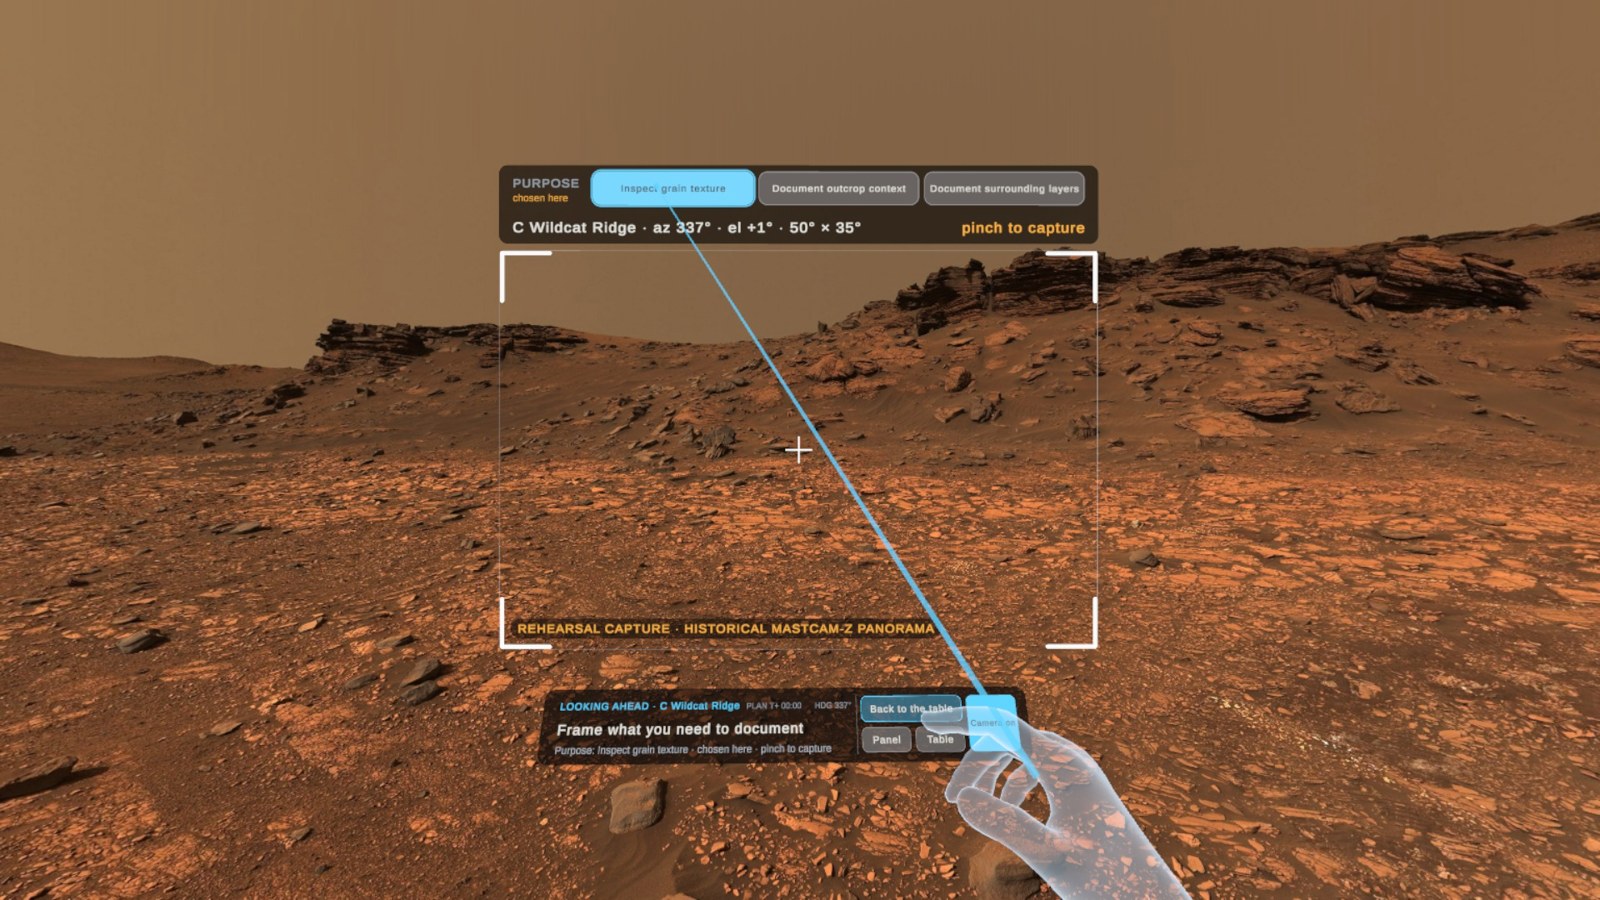 PURPOSE
chosen here
Inspect grain texture
Document outcrop context
Document surrounding layers
C Wildcat Ridge · az 337° · el +1° · 50° × 35°
pinch to capture
REHEARSAL CAPTURE · HISTORICAL MASTCAM-Z PANORAMA
LOOKING AHEAD · C Wildcat Ridge PLAN T+ 00:00 HDG 337°
Frame what you need to document
Purpose: Inspect grain texture · chosen here · pinch to capture
Back to the table
Panel
Table